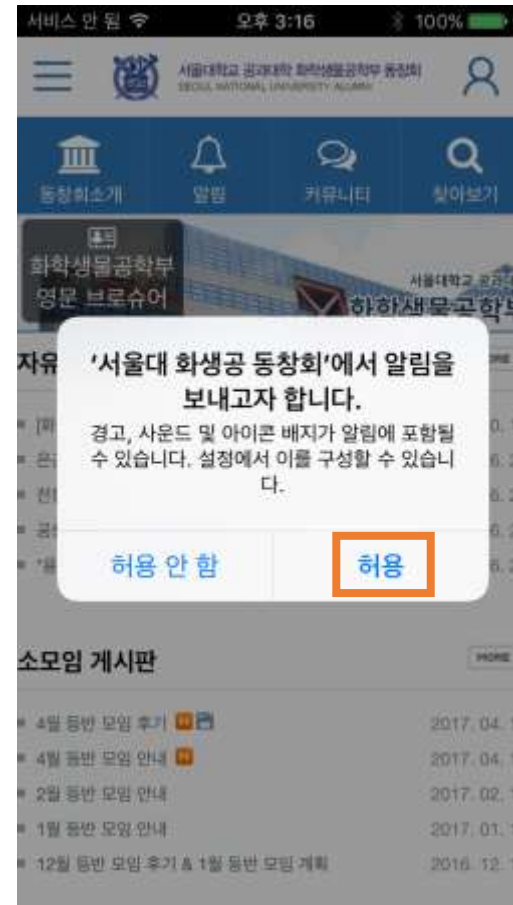 서비스 안 됨 오후 3:16 100%
서울대학교 공과대학 화학생물공학부 동창회
SEOUL NATIONAL UNIVERSITY ALUMNI
동창회소개 알림 커뮤니티 찾아보기
화학생물공학부
영문 브로슈어
서울대학교 공과대
화학생물공학부
자유
'서울대 화생공 동창회'에서 알림을
보내고자 합니다.
경고, 사운드 및 아이콘 배지가 알림에 포함될
수 있습니다. 설정에서 이를 구성할 수 있습니
다.
허용 안 함 허용
소모임 게시판 MORE
4월 등반 모임 후기 2017. 04. 1
4월 등반 모임 안내 2017. 04. 1
2월 등반 모임 안내 2017. 02. 1
1월 등반 모임 안내 2017. 01. 1
12월 등반 모임 후기 & 1월 등반 모임 계획 2016. 12. 1